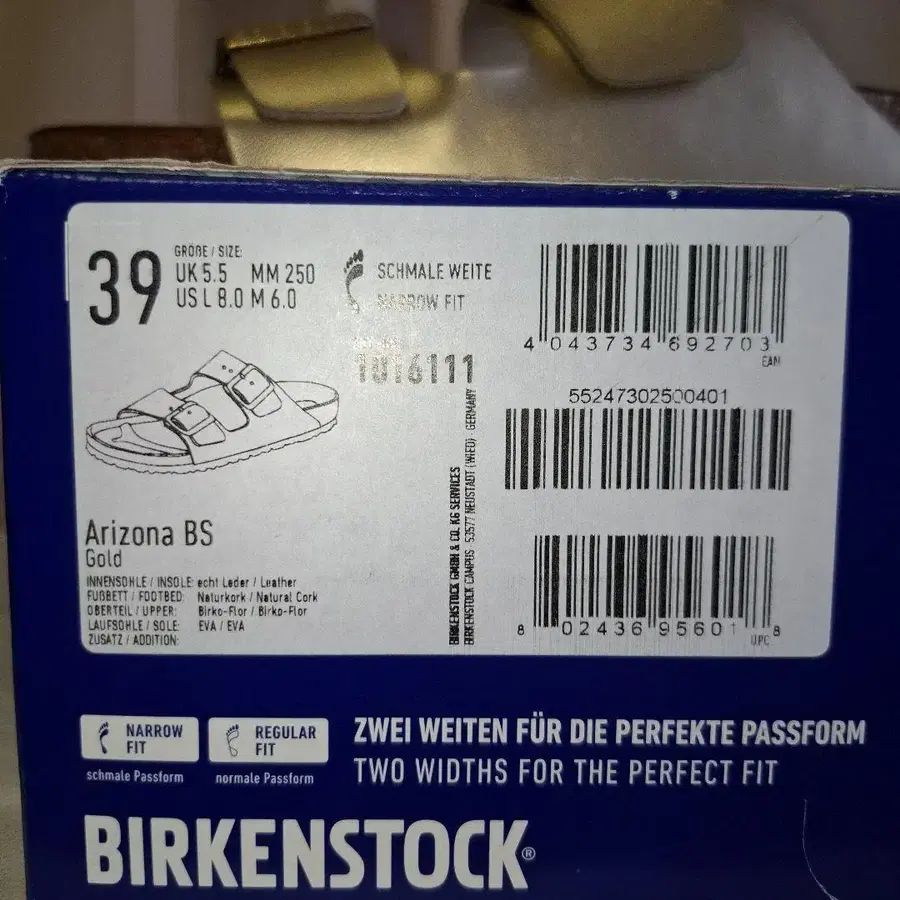 39
GRÖßE / SIZE:
UK 5.5 MM 250
US L 8.0 M 6.0
SCHMALE WEITE
NARROW FIT
1016111
4 043734 692703
EAN
55247302500401
8 02436 95601 8
UPC
Arizona BS
Gold
INNENSOHLE / INSOLE: echt Leder / Leather
FUßBETT / FOOTBED: Naturkork / Natural Cork
OBERTEIL / UPPER: Birko-Flor / Birko-Flor
LAUFSOHLE / SOLE: EVA / EVA
ZUSATZ / ADDITION:
BIRKENSTOCK GMBH & CO. KG SERVICES
BIRKENSTOCK CAMPUS · 53577 NEUSTADT (WIED) · GERMANY
NARROW FIT
schmale Passform
REGULAR FIT
normale Passform
ZWEI WEITEN FÜR DIE PERFEKTE PASSFORM
TWO WIDTHS FOR THE PERFECT FIT
BIRKENSTOCK®